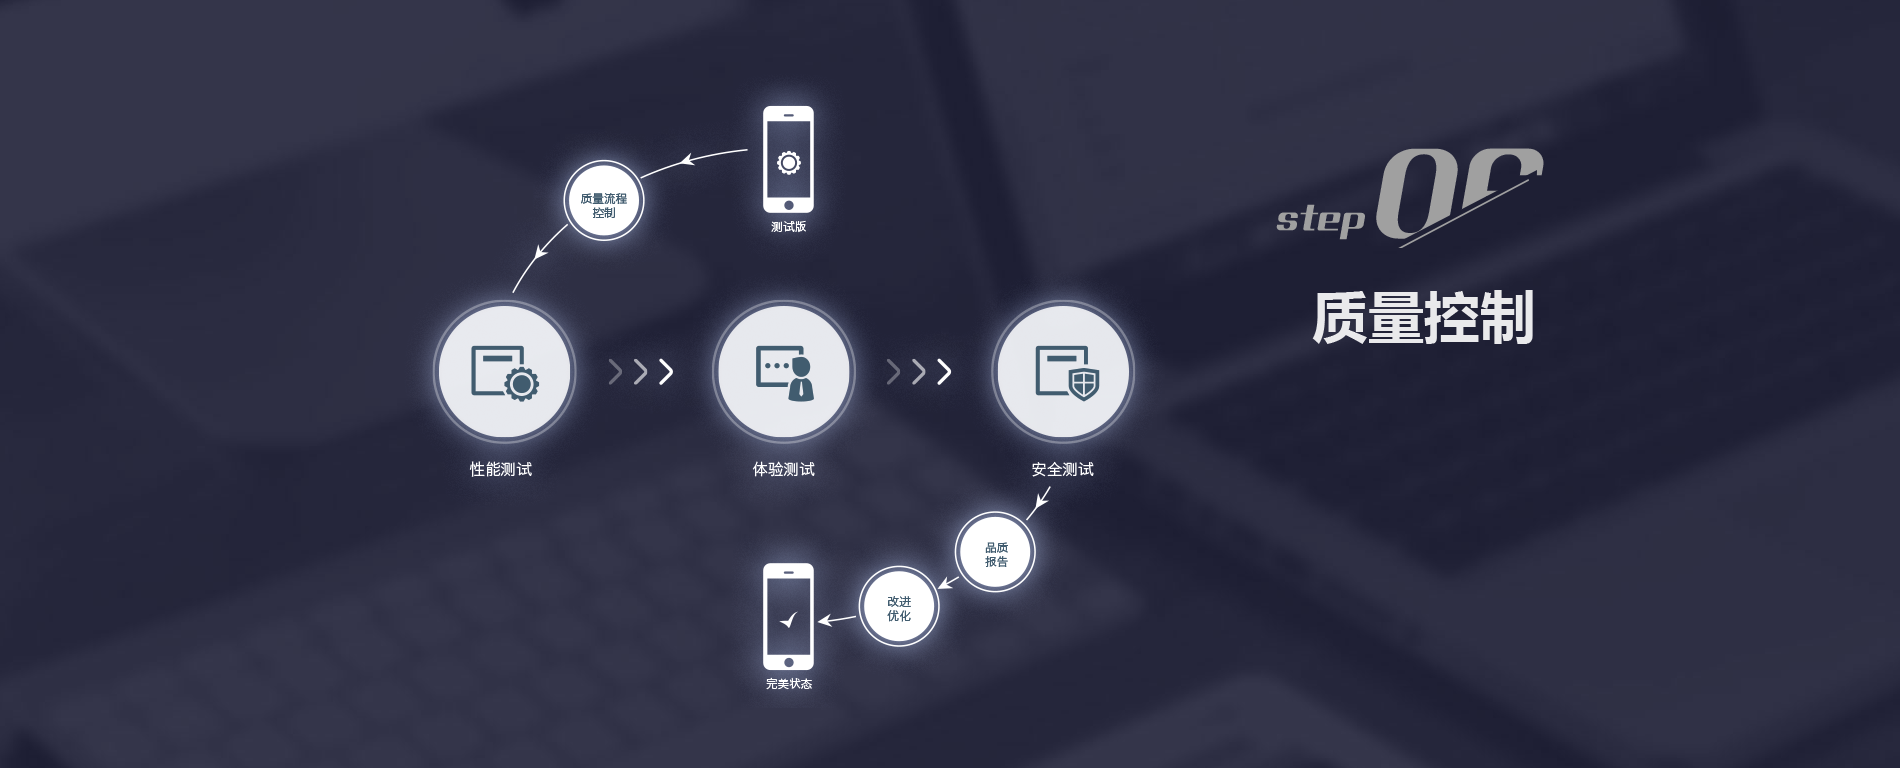 测试版
质量流程
控制
step
质量控制
性能测试
体验测试
安全测试
品质
报告
改进
优化
完美状态